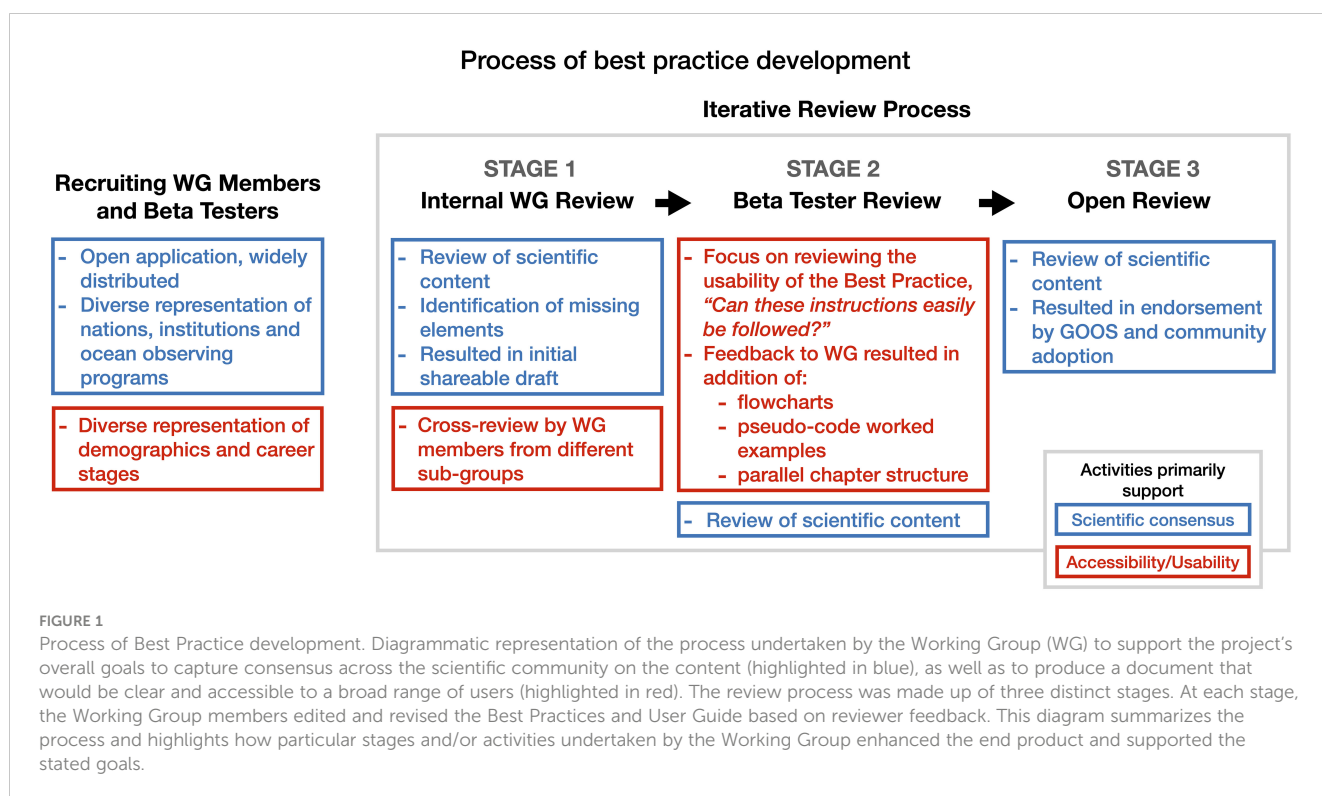 Process of best practice development
Iterative Review Process
Recruiting WG Members
and Beta Testers
- Open application, widely
distributed
- Diverse representation of
nations, institutions and
ocean observing
programs
- Diverse representation of
demographics and career
stages
STAGE 1
Internal WG Review
- Review of scientific
content
- Identification of missing
elements
- Resulted in initial
shareable draft
- Cross-review by WG
members from different
sub-groups
STAGE 2
Beta Tester Review
- Focus on reviewing the
usability of the Best Practice,
“Can these instructions easily
be followed?”
- Feedback to WG resulted in
addition of:
- flowcharts
- pseudo-code worked
examples
- parallel chapter structure
- Review of scientific content
STAGE 3
Open Review
- Review of scientific
content
- Resulted in endorsement
by GOOS and community
adoption
Activities primarily
support
Scientific consensus
Accessibility/Usability
FIGURE 1
Process of Best Practice development. Diagrammatic representation of the process undertaken by the Working Group (WG) to support the project’s
overall goals to capture consensus across the scientific community on the content (highlighted in blue), as well as to produce a document that
would be clear and accessible to a broad range of users (highlighted in red). The review process was made up of three distinct stages. At each stage,
the Working Group members edited and revised the Best Practices and User Guide based on reviewer feedback. This diagram summarizes the
process and highlights how particular stages and/or activities undertaken by the Working Group enhanced the end product and supported the
stated goals.